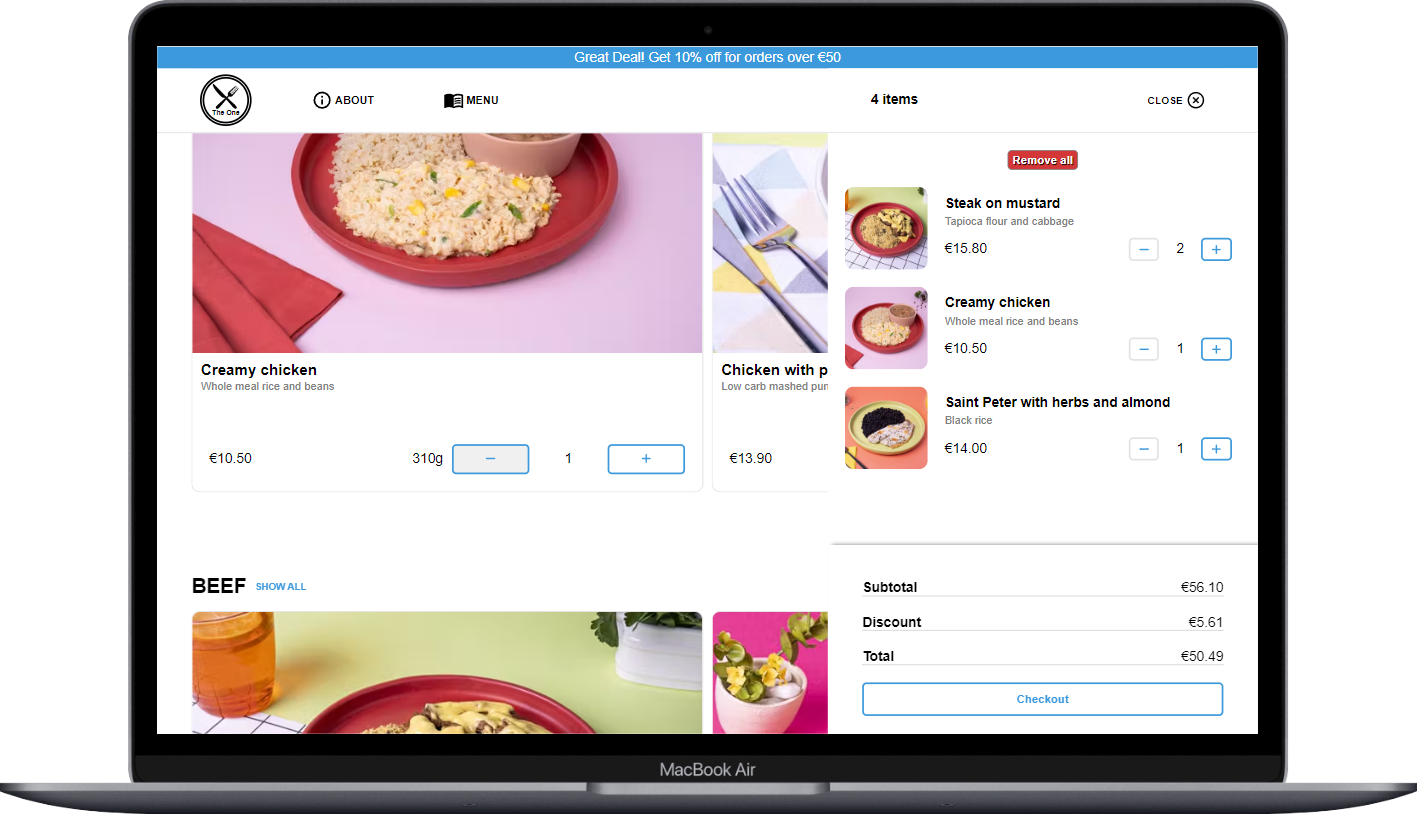 Great Deal! Get 10% off for orders over €50
The One
ABOUT
MENU
4 items
CLOSE
Remove all
Steak on mustard
Tapioca flour and cabbage
€15.80
− 2 +
Creamy chicken
Whole meal rice and beans
€10.50
− 1 +
Saint Peter with herbs and almond
Black rice
€14.00
− 1 +
Creamy chicken
Whole meal rice and beans
€10.50 310g − 1 +
Chicken with p
Low carb mashed pun
€13.90
BEEF SHOW ALL
Subtotal €56.10
Discount €5.61
Total €50.49
Checkout
MacBook Air